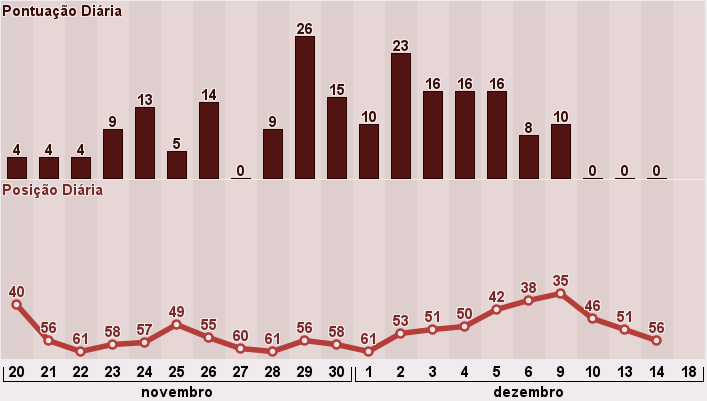 Pontuação Diária
4 4 4 9 13 5 14 0 9 26 15 10 23 16 16 16 8 10 0 0 0
Posição Diária
40 56 61 58 57 49 55 60 61 56 58 61 53 51 50 42 38 35 46 51 56
20 21 22 23 24 25 26 27 28 29 30 1 2 3 4 5 6 9 10 13 14 18
novembro dezembro